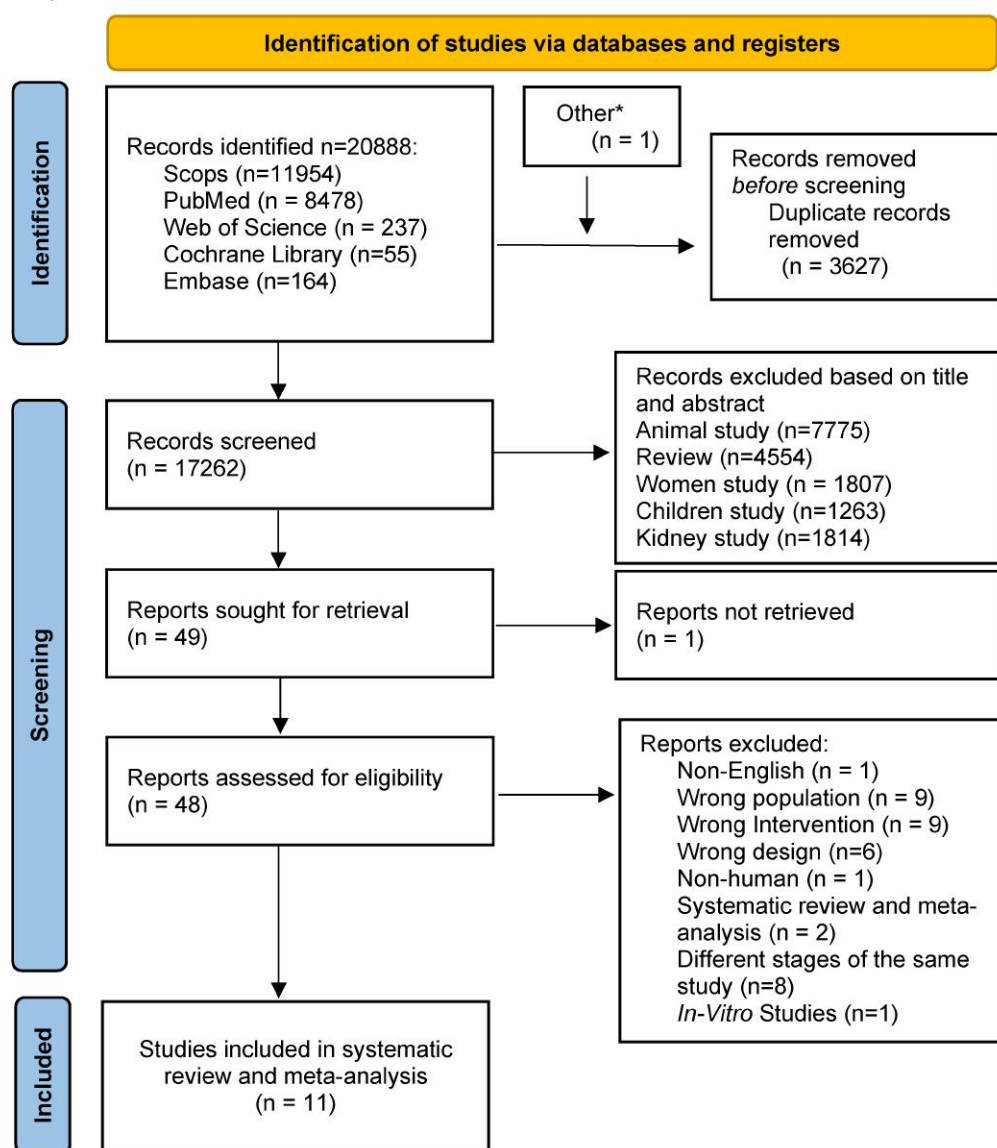 Identification of studies via databases and registers
Identification
Records identified n=20888:
Scops (n=11954)
PubMed (n = 8478)
Web of Science (n = 237)
Cochrane Library (n=55)
Embase (n=164)
Other*
(n = 1)
Records removed
before screening
Duplicate records
removed
(n = 3627)
Screening
Records screened
(n = 17262)
Records excluded based on title
and abstract
Animal study (n=7775)
Review (n=4554)
Women study (n = 1807)
Children study (n=1263)
Kidney study (n=1814)
Reports sought for retrieval
(n = 49)
Reports not retrieved
(n = 1)
Reports assessed for eligibility
(n = 48)
Reports excluded:
Non-English (n = 1)
Wrong population (n = 9)
Wrong Intervention (n = 9)
Wrong design (n=6)
Non-human (n = 1)
Systematic review and meta-
analysis (n = 2)
Different stages of the same
study (n=8)
In-Vitro Studies (n=1)
Included
Studies included in systematic
review and meta-analysis
(n = 11)